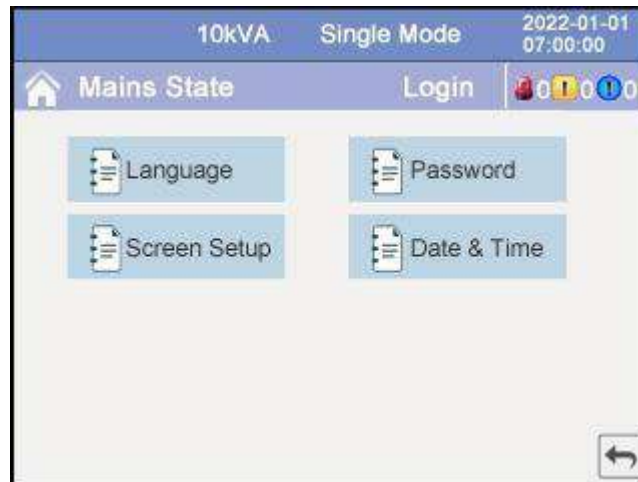 10kVA Single Mode 2022-01-01
07:00:00
Mains State Login 0 0 0
Language Password
Screen Setup Date & Time